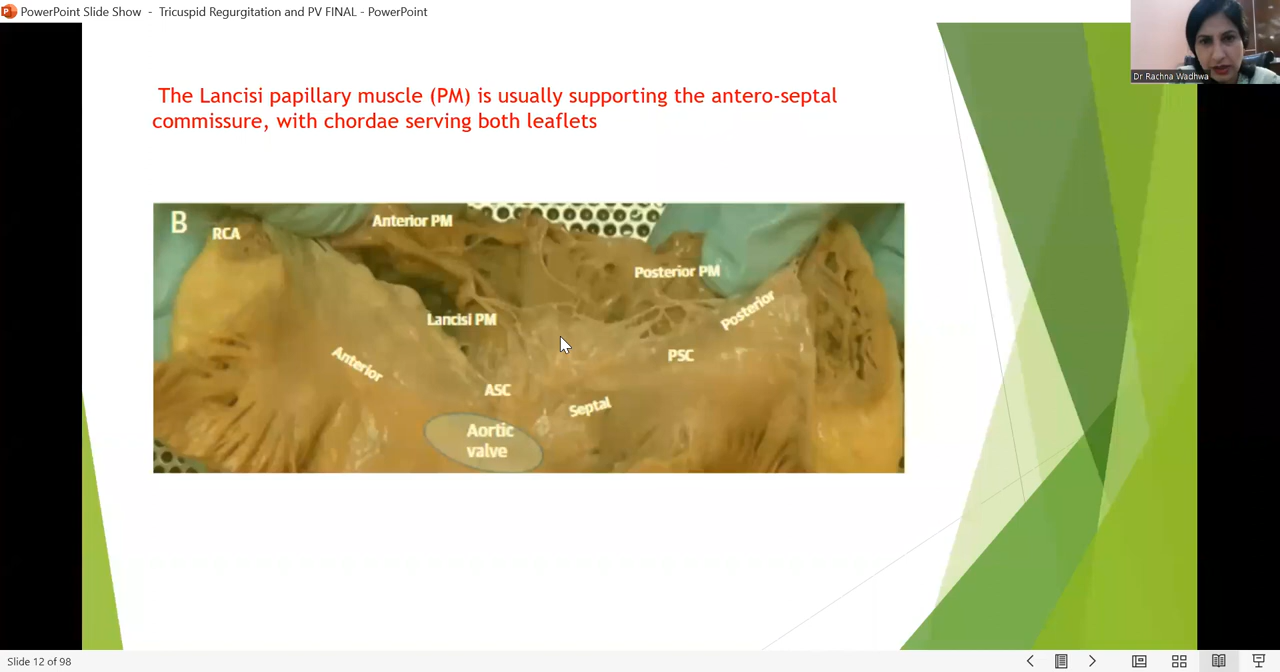 PowerPoint Slide Show - Tricuspid Regurgitation and PV FINAL - PowerPoint
Dr Rachna Wadhwa
The Lancisi papillary muscle (PM) is usually supporting the antero-septal
commissure, with chordae serving both leaflets
B
RCA
Anterior PM
Posterior PM
Lancisi PM
Posterior
Anterior
PSC
ASC
Septal
Aortic
valve
Slide 12 of 98